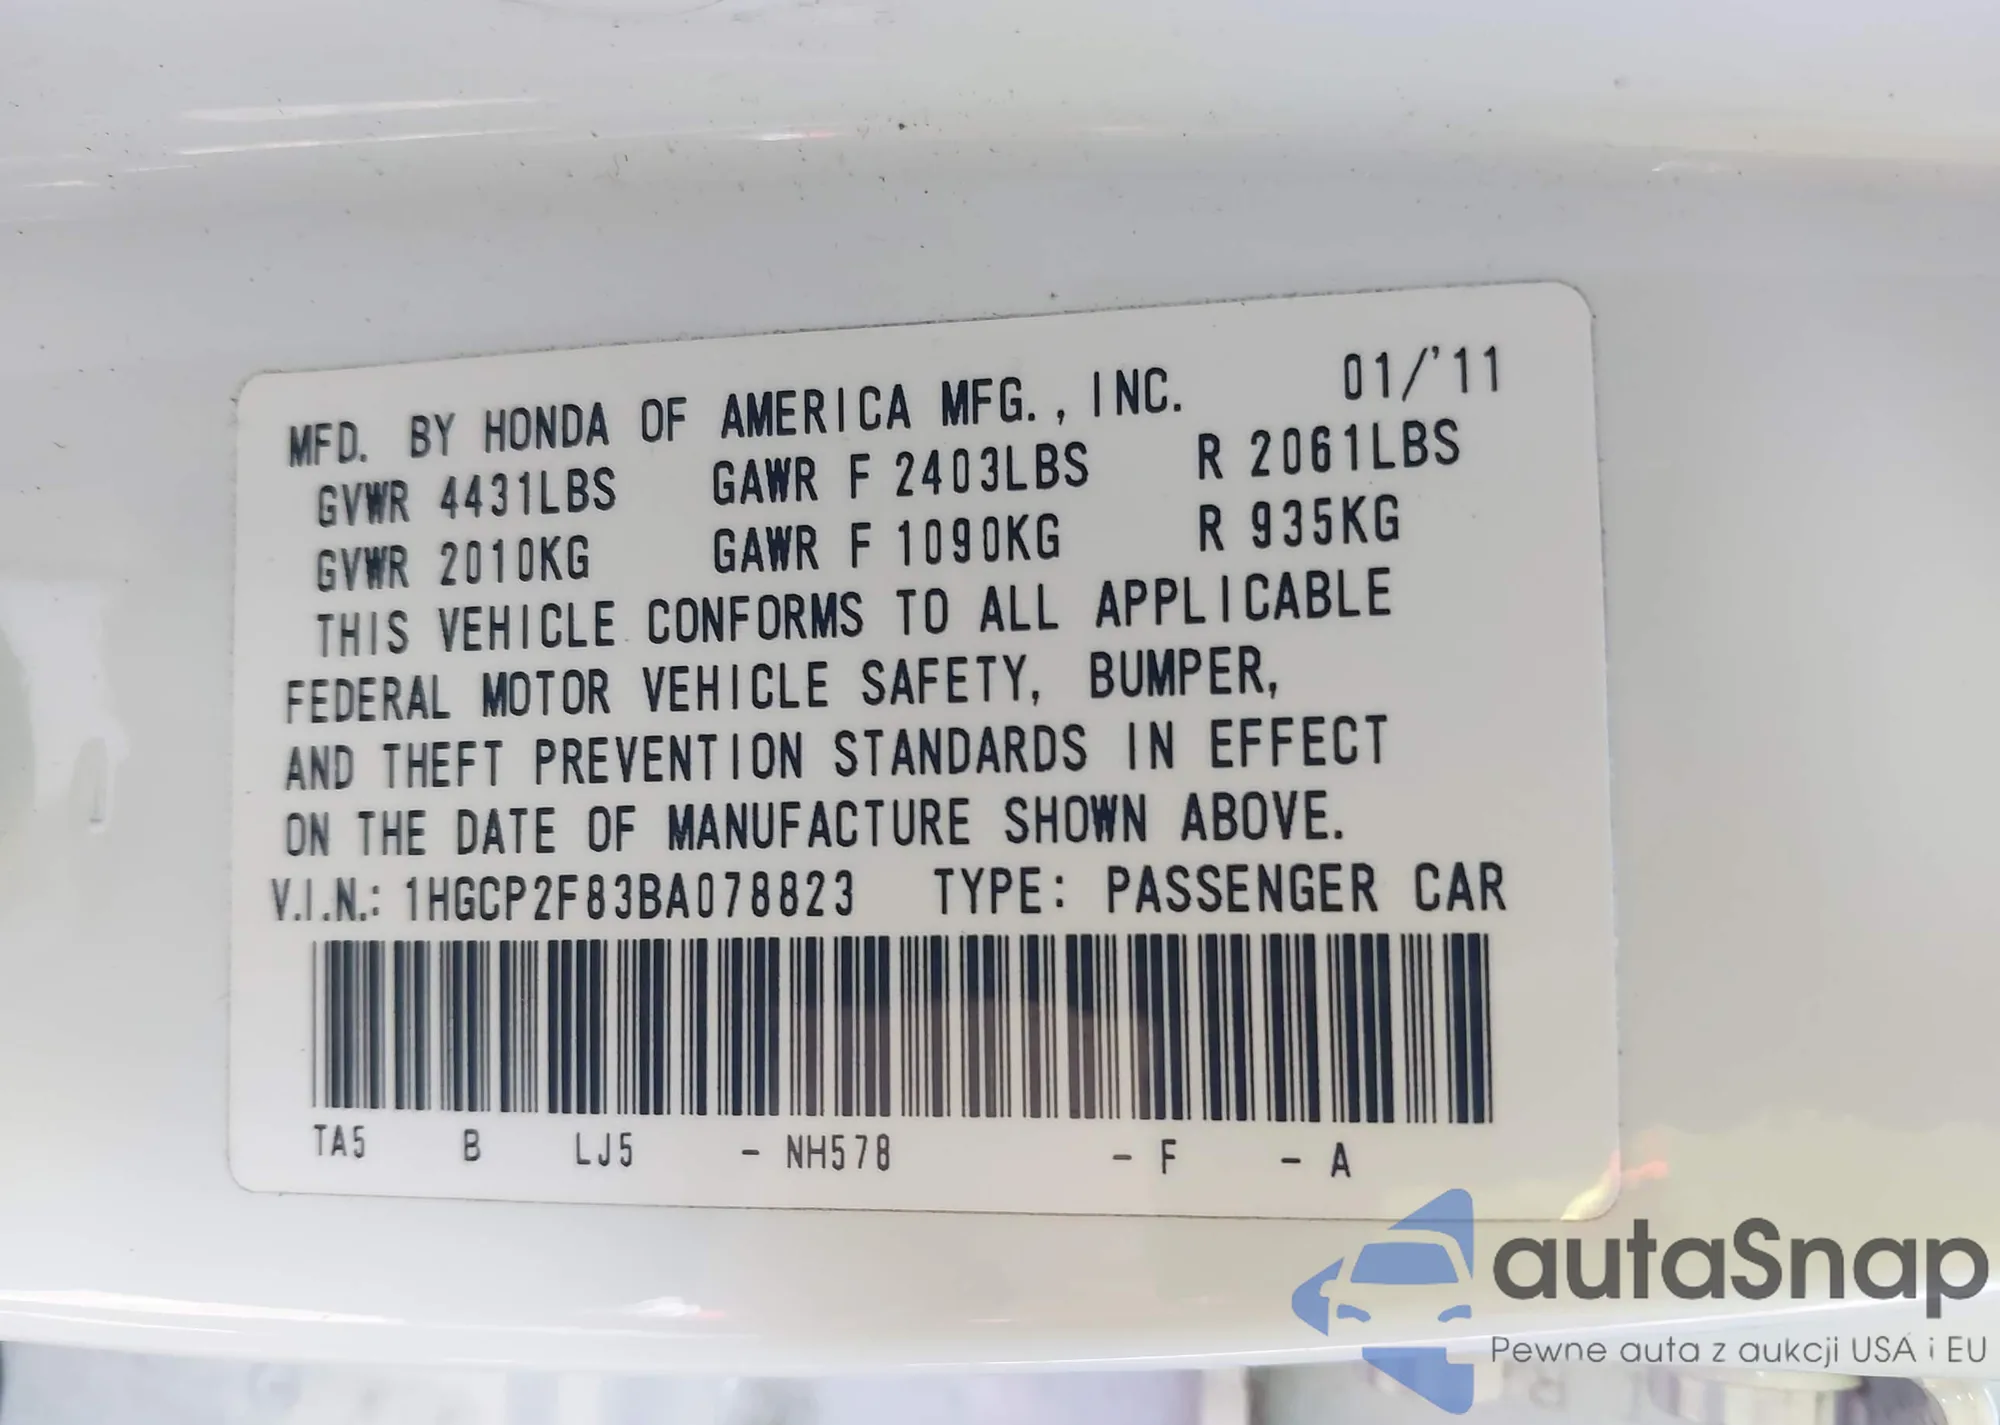 MFD. BY HONDA OF AMERICA MFG., INC. 01/'11
GVWR 4431LBS GAWR F 2403LBS R 2061LBS
GVWR 2010KG GAWR F 1090KG R 935KG
THIS VEHICLE CONFORMS TO ALL APPLICABLE
FEDERAL MOTOR VEHICLE SAFETY, BUMPER,
AND THEFT PREVENTION STANDARDS IN EFFECT
ON THE DATE OF MANUFACTURE SHOWN ABOVE.
V.I.N.: 1HGCP2F83BA078823 TYPE: PASSENGER CAR
TA5 B LJ5 - NH578 - F - A
autaSnap
Pewne auta z aukcji USA i EU